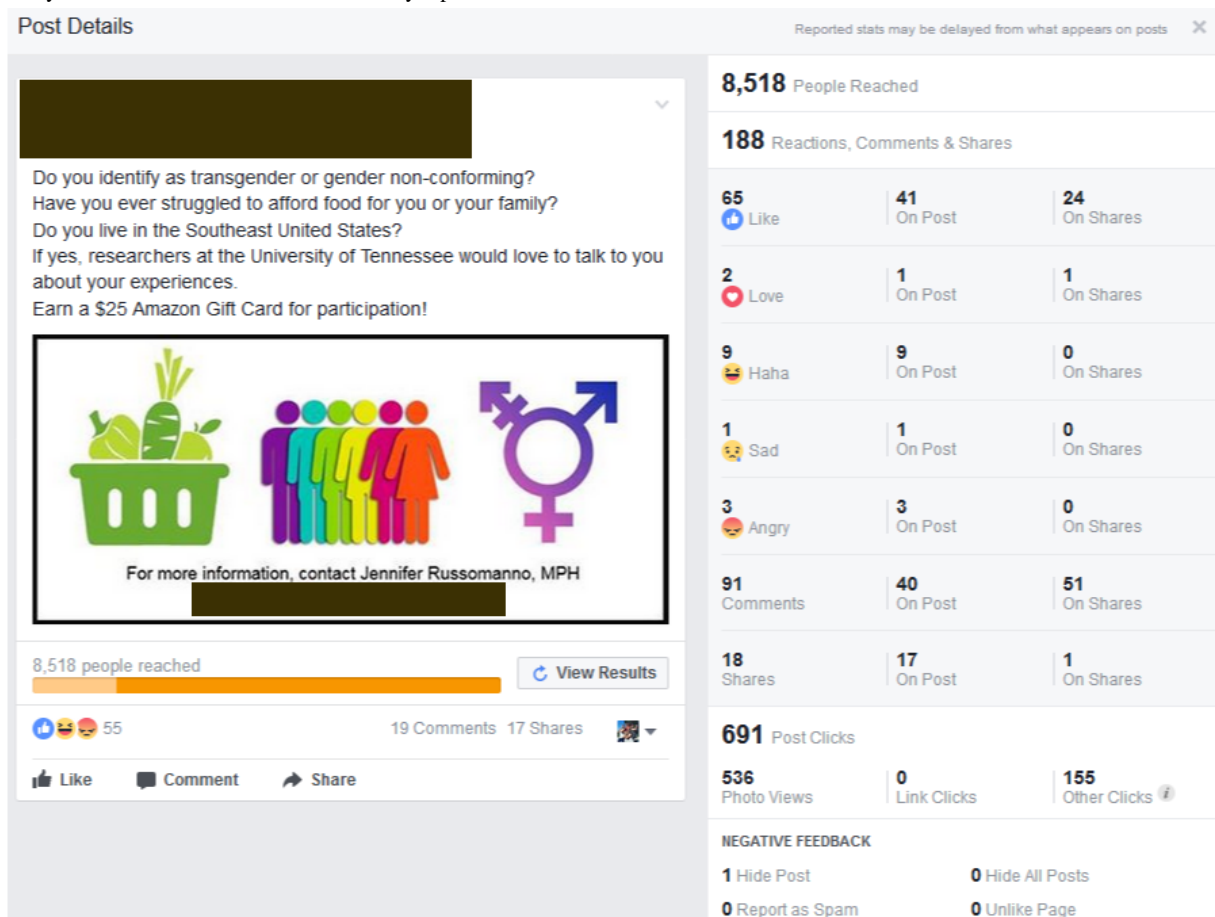 Post Details
Reported stats may be delayed from what appears on posts
Do you identify as transgender or gender non-conforming?
Have you ever struggled to afford food for you or your family?
Do you live in the Southeast United States?
If yes, researchers at the University of Tennessee would love to talk to you
about your experiences.
Earn a $25 Amazon Gift Card for participation!
For more information, contact Jennifer Russomanno, MPH
8,518 people reached
View Results
55
19 Comments 17 Shares
Like Comment Share
8,518 People Reached
188 Reactions, Comments & Shares
65 41 24
Like On Post On Shares
2 1 1
Love On Post On Shares
9 9 0
Haha On Post On Shares
1 1 0
Sad On Post On Shares
3 3 0
Angry On Post On Shares
91 40 51
Comments On Post On Shares
18 17 1
Shares On Post On Shares
691 Post Clicks
536 0 155
Photo Views Link Clicks Other Clicks
NEGATIVE FEEDBACK
1 Hide Post 0 Hide All Posts
0 Report as Spam 0 Unlike Page